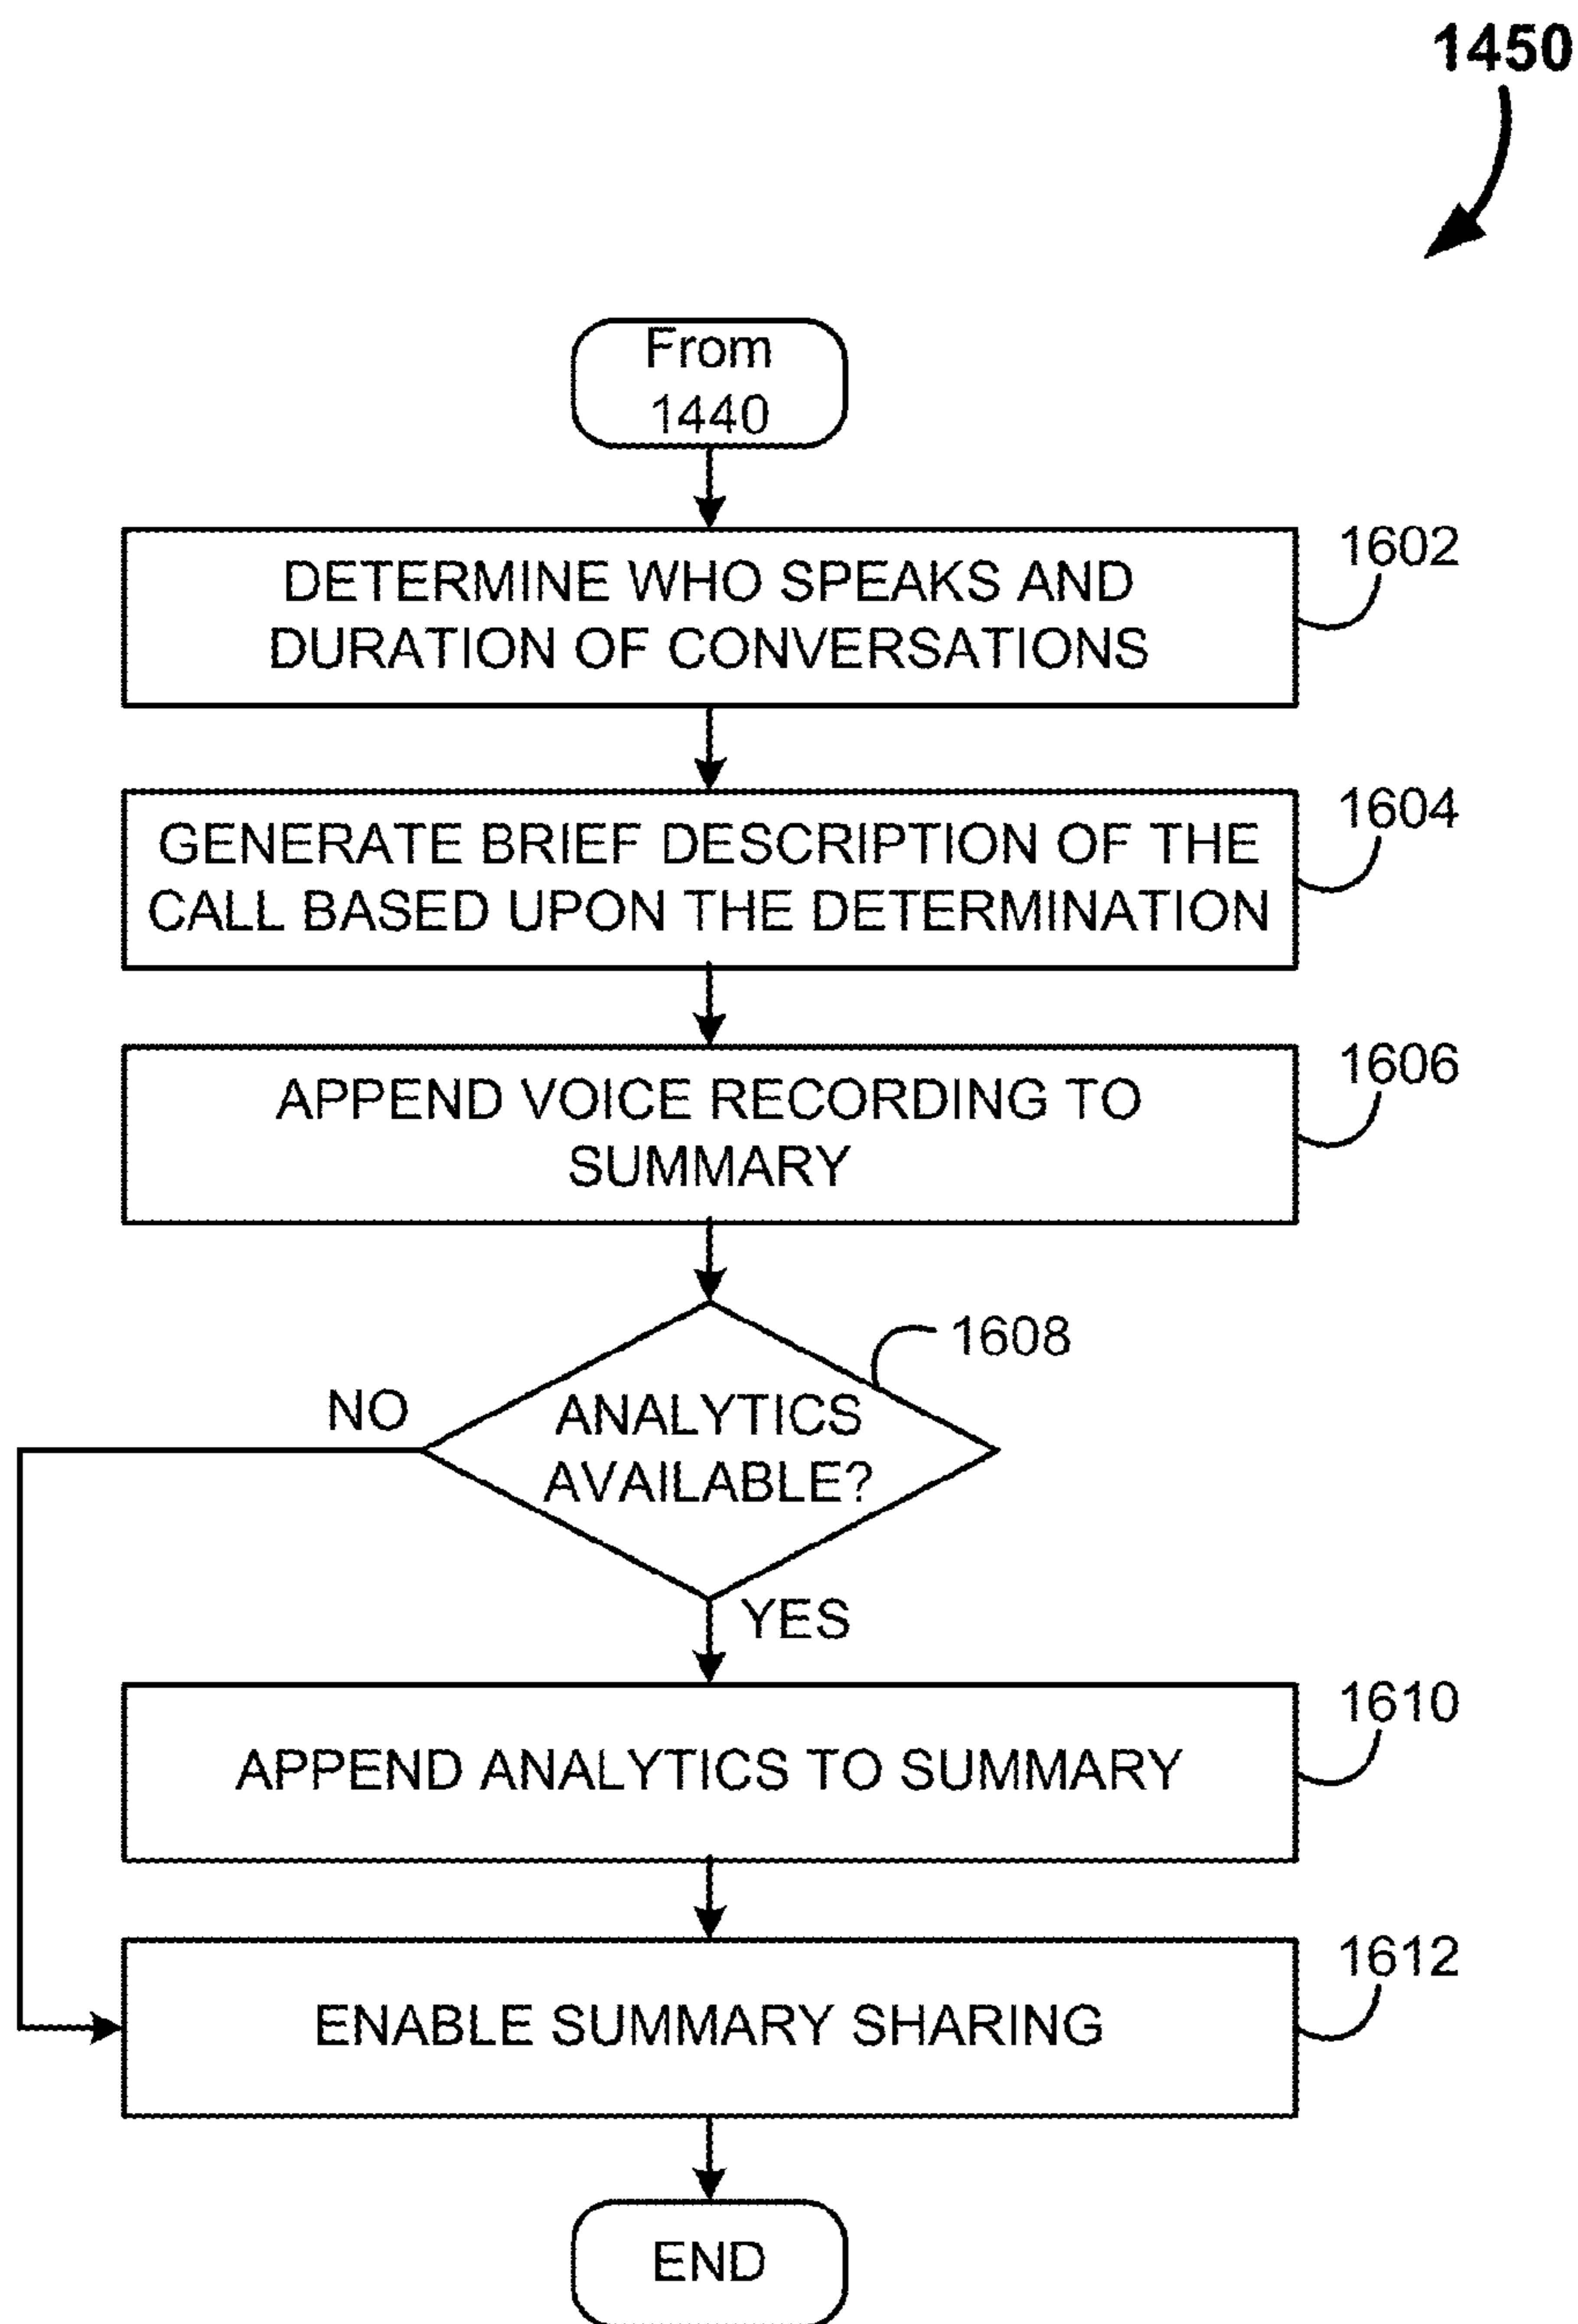 1450
From
1440
DETERMINE WHO SPEAKS AND
DURATION OF CONVERSATIONS
1602
GENERATE BRIEF DESCRIPTION OF THE
CALL BASED UPON THE DETERMINATION
1604
APPEND VOICE RECORDING TO
SUMMARY
1606
1608
NO
ANALYTICS
AVAILABLE?
YES
1610
APPEND ANALYTICS TO SUMMARY
1612
ENABLE SUMMARY SHARING
END